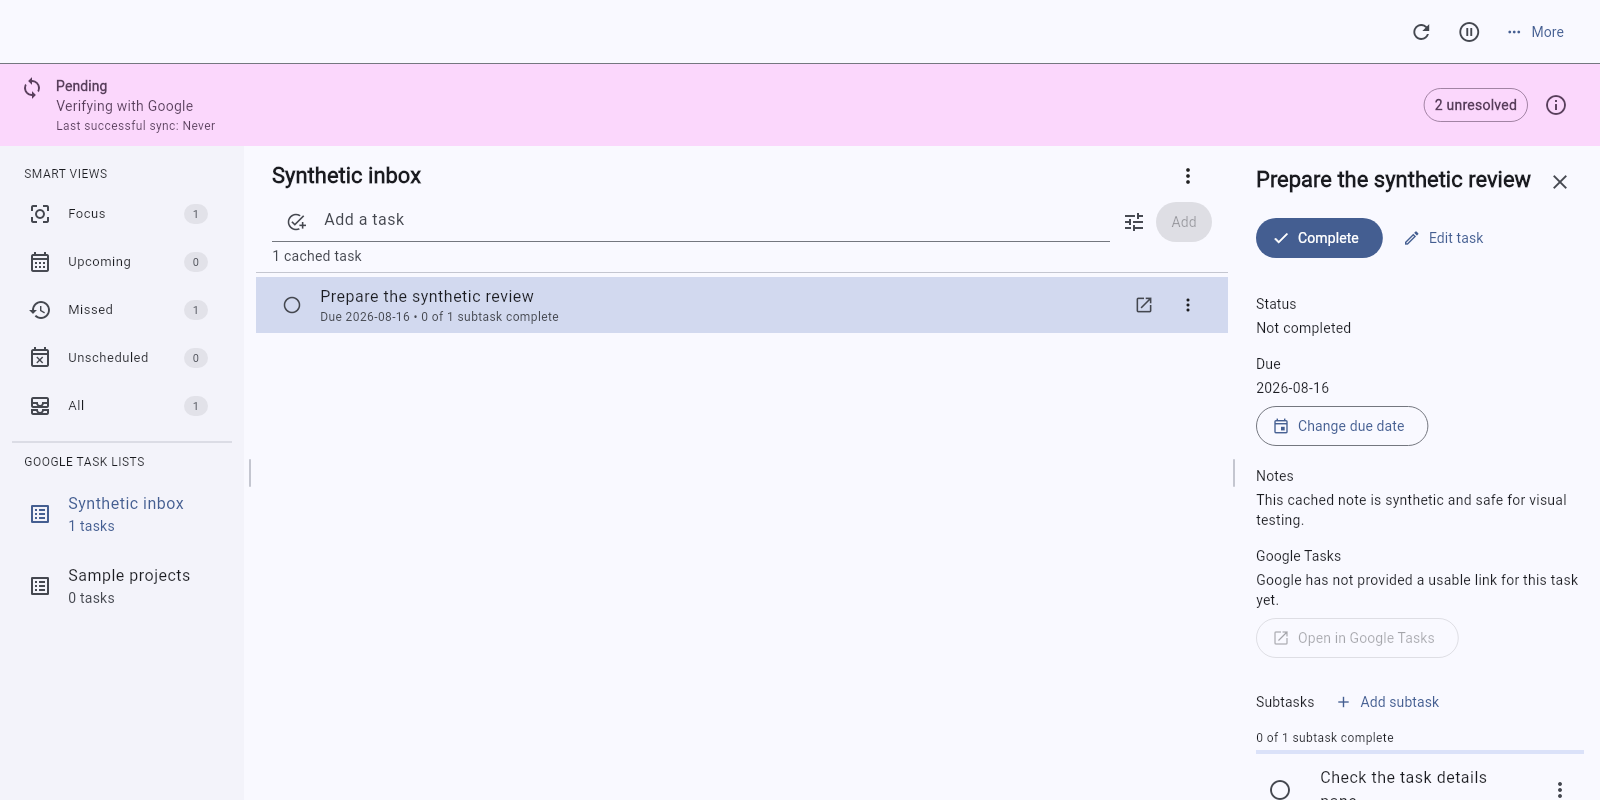 More
Pending
Verifying with Google
Last successful sync: Never
2 unresolved
SMART VIEWS
Focus
1
Upcoming
0
Missed
1
Unscheduled
0
All
1
GOOGLE TASK LISTS
Synthetic inbox
1 tasks
Sample projects
0 tasks
Synthetic inbox
Add a task
Add
1 cached task
Prepare the synthetic review
Due 2026-08-16 • 0 of 1 subtask complete
Prepare the synthetic review
Complete
Edit task
Status
Not completed
Due
2026-08-16
Change due date
Notes
This cached note is synthetic and safe for visual
testing.
Google Tasks
Google has not provided a usable link for this task
yet.
Open in Google Tasks
Subtasks
Add subtask
0 of 1 subtask complete
Check the task details